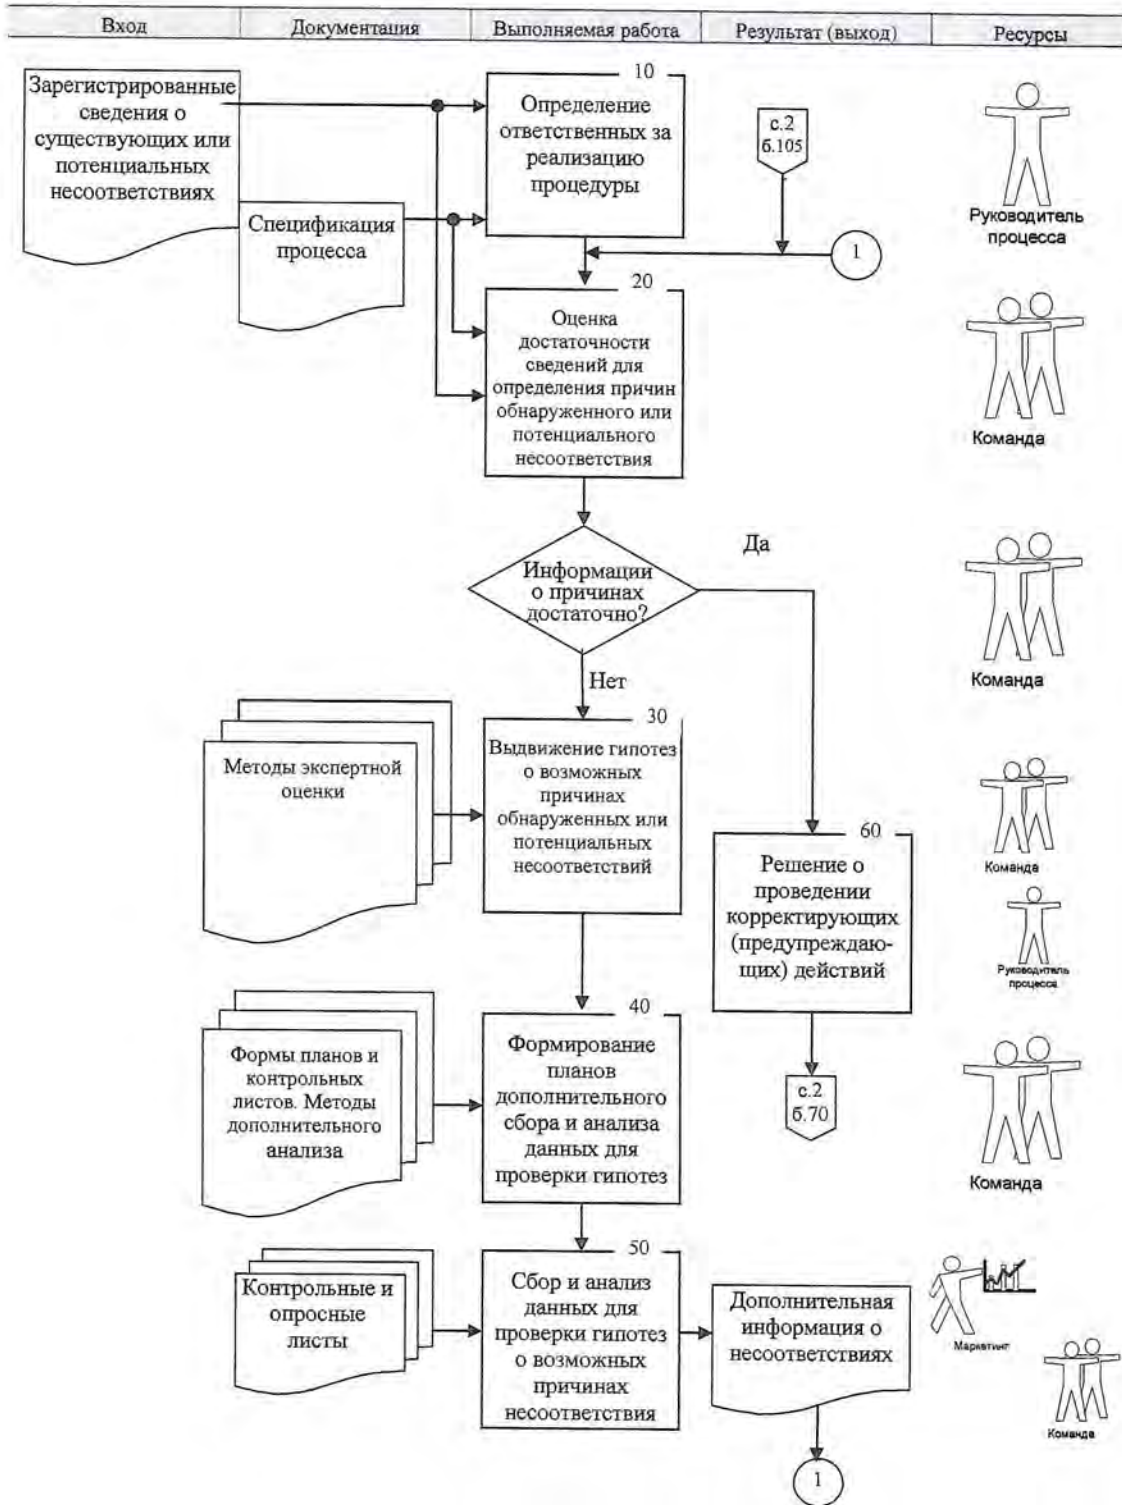 Вход
Документация
Выполняемая работа
Результат (выход)
Ресурсы
Зарегистрированные
сведения о
существующих или
потенциальных
несоответствиях
Спецификация
процесса
10
Определение
ответственных за
реализацию
процедуры
с.2
б.105
1
Руководитель
процесса
20
Оценка
достаточности
сведений для
определения причин
обнаруженного или
потенциального
несоответствия
Команда
Информации
о причинах
достаточно?
Да
Нет
Команда
Методы экспертной
оценки
30
Выдвижение гипотез
о возможных
причинах
обнаруженных или
потенциальных
несоответствий
60
Решение о
проведении
корректирующих
(предупреждаю-
щих) действий
Команда
Руководитель
процесса
Формы планов и
контрольных
листов. Методы
дополнительного
анализа
40
Формирование
планов
дополнительного
сбора и анализа
данных для
проверки гипотез
с.2
б.70
Команда
Контрольные и
опросные
листы
50
Сбор и анализ
данных для
проверки гипотез
о возможных
причинах
несоответствия
Дополнительная
информация о
несоответствиях
Маркетинг
Команда
1